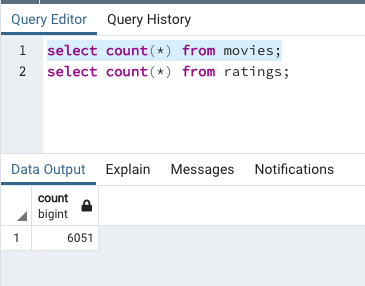 Query Editor Query History
1 select count(*) from movies;
2 select count(*) from ratings;
Data Output Explain Messages Notifications
count
bigint
1 6051